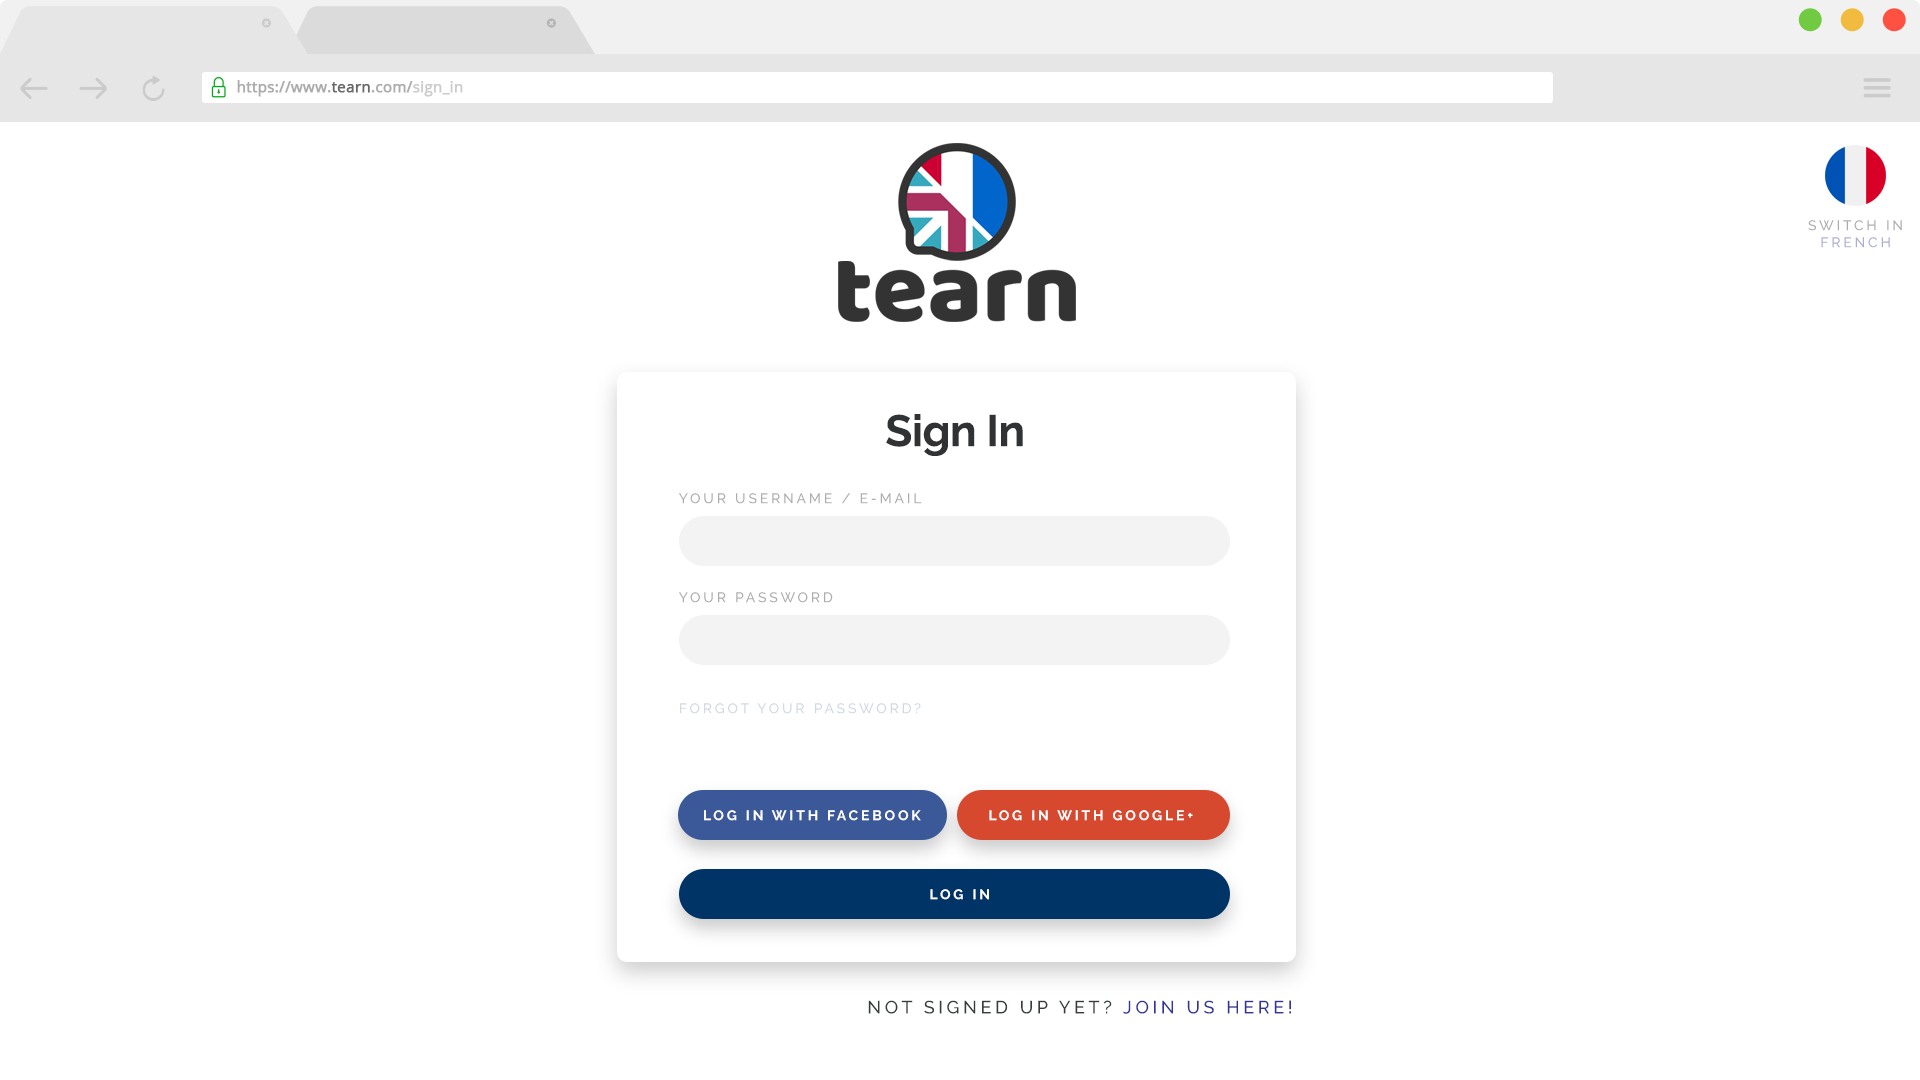 https://www.tearn.com/sign_in
SWITCH IN
FRENCH
tearn
Sign In
YOUR USERNAME / E-MAIL
YOUR PASSWORD
FORGOT YOUR PASSWORD?
LOG IN WITH FACEBOOK
LOG IN WITH GOOGLE+
LOG IN
NOT SIGNED UP YET? JOIN US HERE!